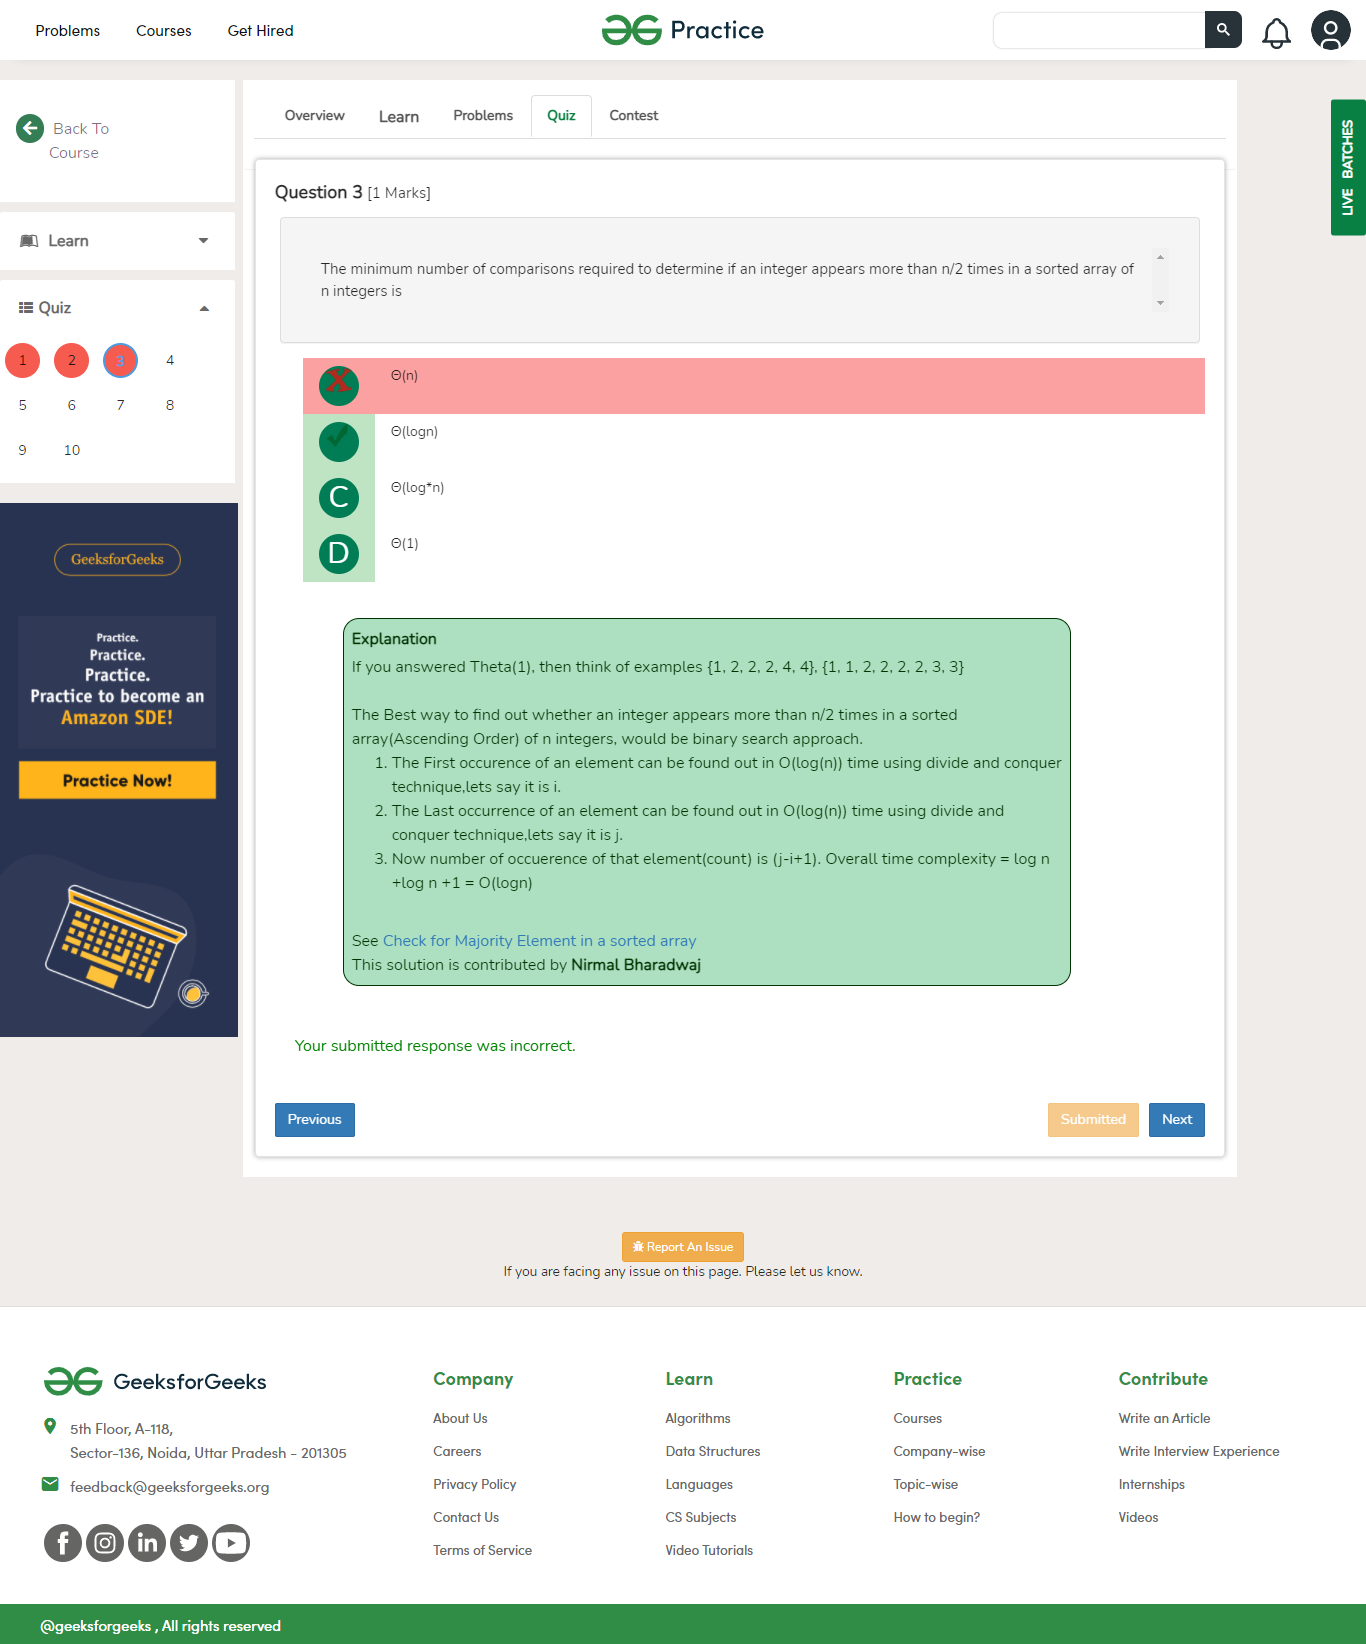 Problems
Courses
Get Hired
Practice
Back To
Course
Learn
Quiz
1 2 3 4
5 6 7 8
9 10
GeeksforGeeks
Practice.
Practice.
Practice.
Practice to become an
Amazon SDE!
Practice Now!
Overview
Learn
Problems
Quiz
Contest
LIVE BATCHES
Question 3 [1 Marks]
The minimum number of comparisons required to determine if an integer appears more than n/2 times in a sorted array of
n integers is
X Θ(n)
Θ(logn)
C Θ(log*n)
D Θ(1)
Explanation
If you answered Theta(1), then think of examples {1, 2, 2, 2, 4, 4}, {1, 1, 2, 2, 2, 2, 3, 3}
The Best way to find out whether an integer appears more than n/2 times in a sorted
array(Ascending Order) of n integers, would be binary search approach.
1. The First occurence of an element can be found out in O(log(n)) time using divide and conquer
technique,lets say it is i.
2. The Last occurrence of an element can be found out in O(log(n)) time using divide and
conquer technique,lets say it is j.
3. Now number of occuerence of that element(count) is (j-i+1). Overall time complexity = log n
+log n +1 = O(logn)
See Check for Majority Element in a sorted array
This solution is contributed by Nirmal Bharadwaj
Your submitted response was incorrect.
Previous
Submitted
Next
Report An Issue
If you are facing any issue on this page. Please let us know.
GeeksforGeeks
5th Floor, A-118,
Sector-136, Noida, Uttar Pradesh - 201305
feedback@geeksforgeeks.org
Company
About Us
Careers
Privacy Policy
Contact Us
Terms of Service
Learn
Algorithms
Data Structures
Languages
CS Subjects
Video Tutorials
Practice
Courses
Company-wise
Topic-wise
How to begin?
Contribute
Write an Article
Write Interview Experience
Internships
Videos
@geeksforgeeks , All rights reserved